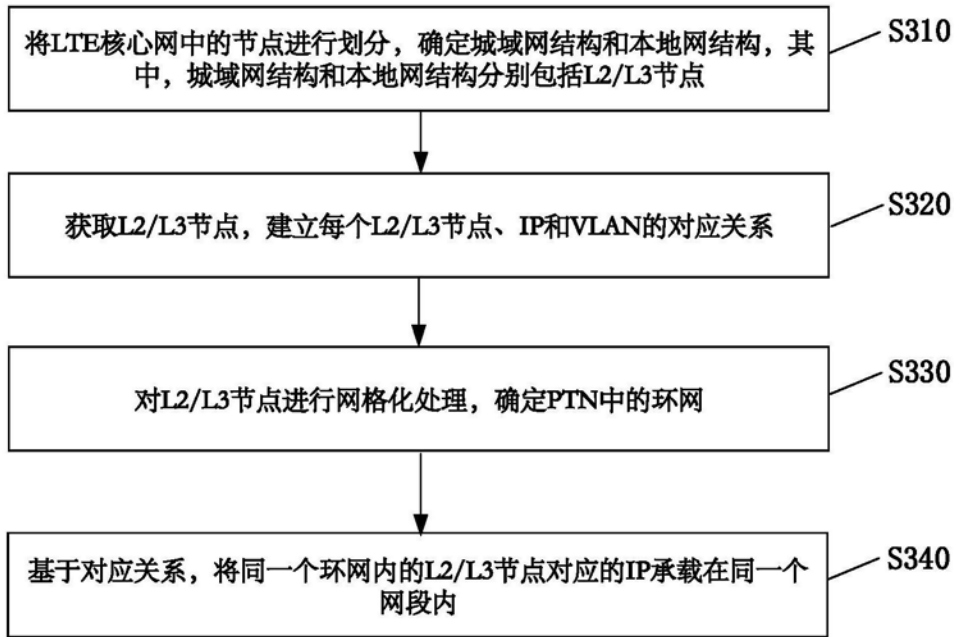 将LTE核心网中的节点进行划分，确定城域网结构和本地网结构，其
中，城域网结构和本地网结构分别包括L2/L3节点
S310
获取L2/L3节点，建立每个L2/L3节点、IP和VLAN的对应关系
S320
对L2/L3节点进行网格化处理，确定PTN中的环网
S330
基于对应关系，将同一个环网内的L2/L3节点对应的IP承载在同一个
网段内
S340